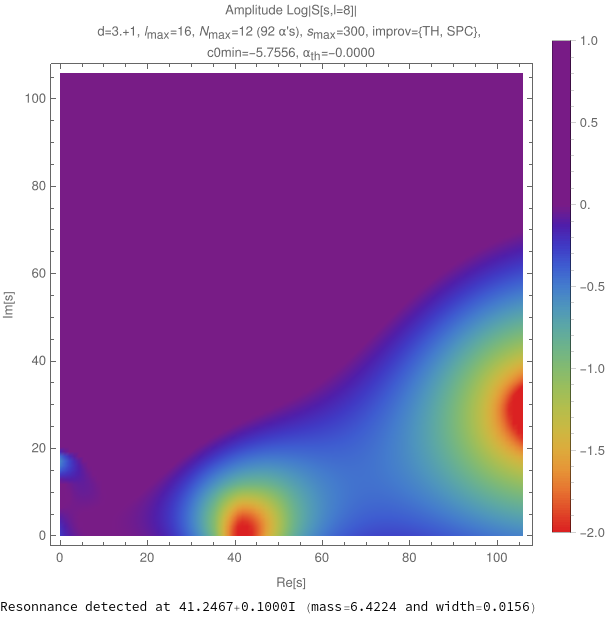 Amplitude Log|S[s,l=8]|
d=3.+1, lmax=16, Nmax=12 (92 α's), smax=300, improv={TH, SPC},
c0min=-5.7556, αth=-0.0000
1.0
0.5
0.
-0.5
-1.0
-1.5
-2.0
100
80
60
40
20
0
Im[s]
0 20 40 60 80 100
Re[s]
Resonnance detected at 41.2467+0.1000I (mass=6.4224 and width=0.0156)